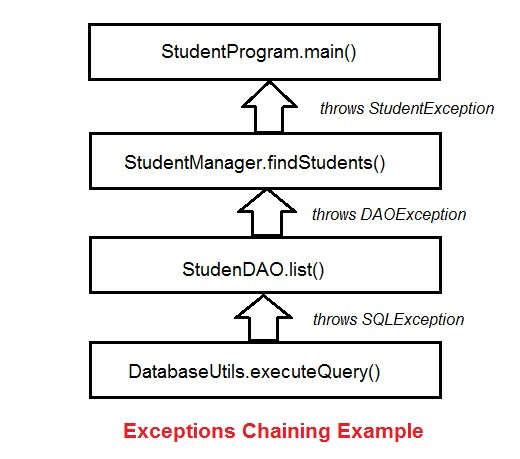 StudentProgram.main()
throws StudentException
StudentManager.findStudents()
throws DAOException
StudenDAO.list()
throws SQLException
DatabaseUtils.executeQuery()
Exceptions Chaining Example